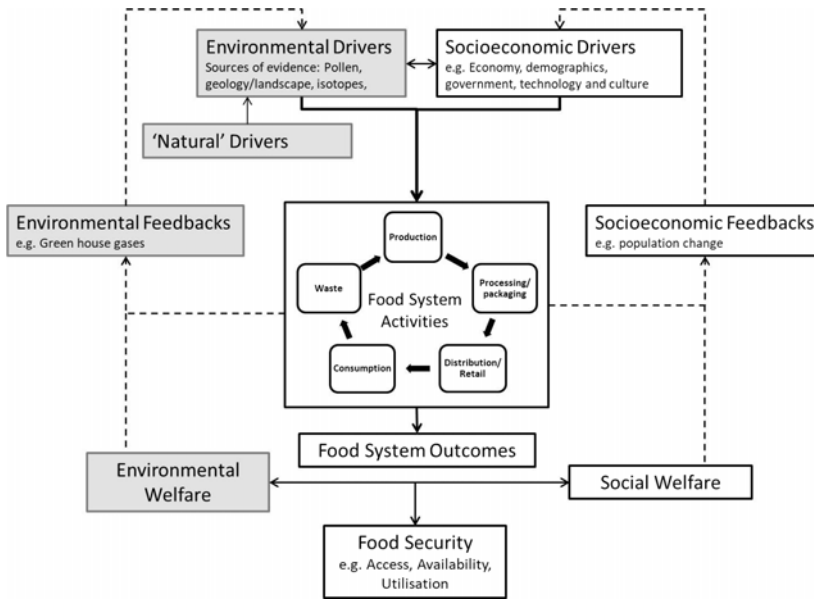 Environmental Drivers
Sources of evidence: Pollen,
geology/landscape, isotopes,
Socioeconomic Drivers
e.g. Economy, demographics,
government, technology and culture
'Natural' Drivers
Environmental Feedbacks
e.g. Green house gases
Socioeconomic Feedbacks
e.g. population change
Production
Waste
Processing/
packaging
Food System
Activities
Consumption
Distribution/
Retail
Food System Outcomes
Environmental
Welfare
Social Welfare
Food Security
e.g. Access, Availability,
Utilisation